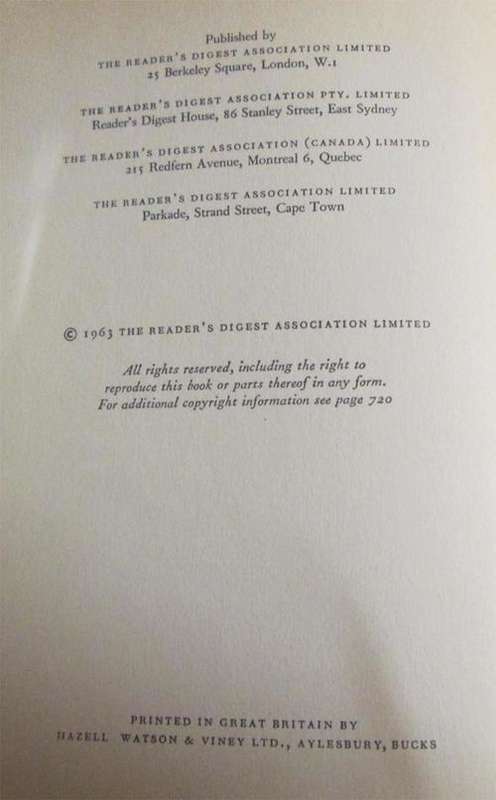 Published by
THE READER'S DIGEST ASSOCIATION LIMITED
25 Berkeley Square, London, W.1
THE READER'S DIGEST ASSOCIATION PTY. LIMITED
Reader's Digest House, 86 Stanley Street, East Sydney
THE READER'S DIGEST ASSOCIATION (CANADA) LIMITED
215 Redfern Avenue, Montreal 6, Quebec
THE READER'S DIGEST ASSOCIATION LIMITED
Parkade, Strand Street, Cape Town
© 1963 THE READER'S DIGEST ASSOCIATION LIMITED
All rights reserved, including the right to
reproduce this book or parts thereof in any form.
For additional copyright information see page 720
PRINTED IN GREAT BRITAIN BY
HAZELL WATSON & VINEY LTD., AYLESBURY, BUCKS